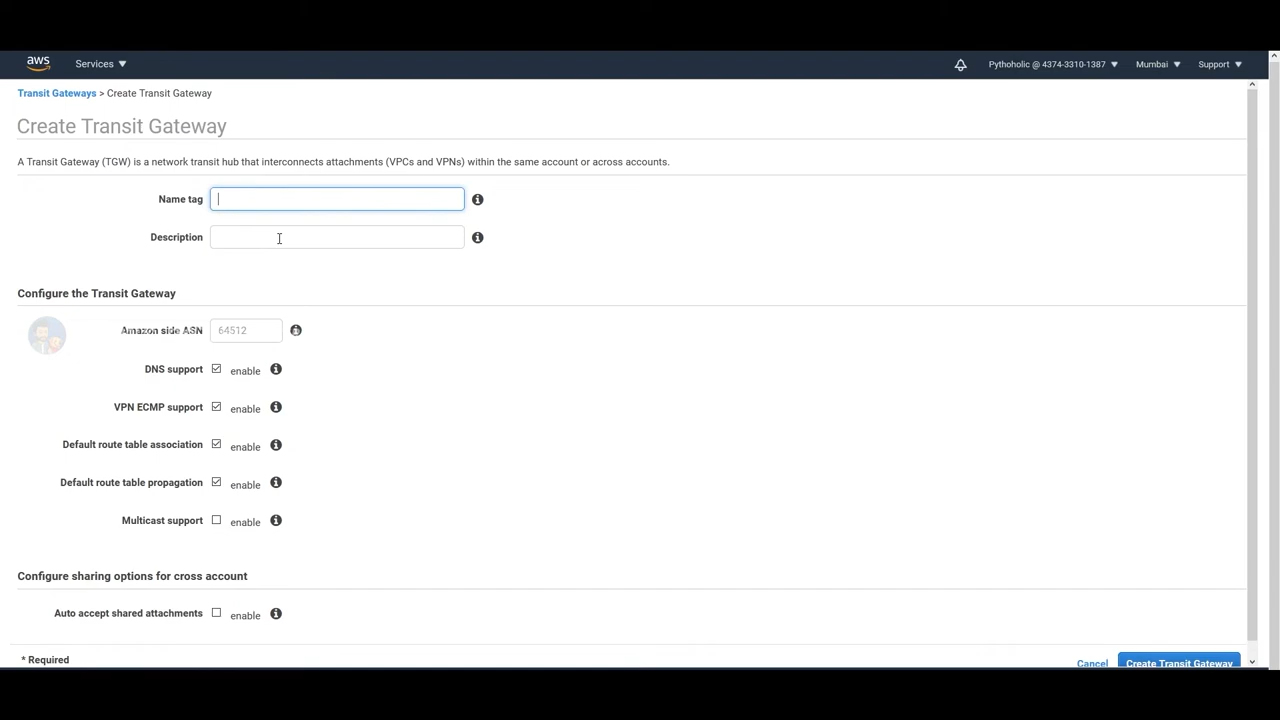 aws Services Pythoholic @ 4374-3310-1387 Mumbai Support
Transit Gateways > Create Transit Gateway
Create Transit Gateway
A Transit Gateway (TGW) is a network transit hub that interconnects attachments (VPCs and VPNs) within the same account or across accounts.
Name tag
Description
Configure the Transit Gateway
Amazon side ASN 64512
DNS support enable
VPN ECMP support enable
Default route table association enable
Default route table propagation enable
Multicast support enable
Configure sharing options for cross account
Auto accept shared attachments enable
* Required Cancel Create Transit Gateway